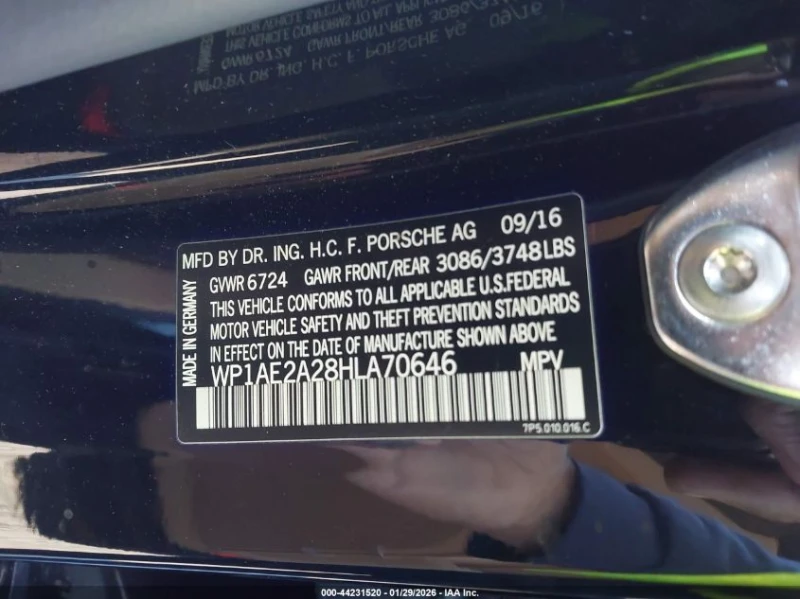 MFD BY DR. ING. H.C. F. PORSCHE AG 09/16
GVWR 6724 GAWR FRONT/REAR 3086/3748LBS
THIS VEHICLE CONFORMS TO ALL APPLICABLE U.S.FEDERAL
MOTOR VEHICLE SAFETY AND THEFT PREVENTION STANDARDS
IN EFFECT ON THE DATE OF MANUFACTURE SHOWN ABOVE
WP1AE2A28HLA70646 MPV
7P5.010.016.C
MADE IN GERMANY
000-44231520 - 01/29/2026 - IAA Inc.